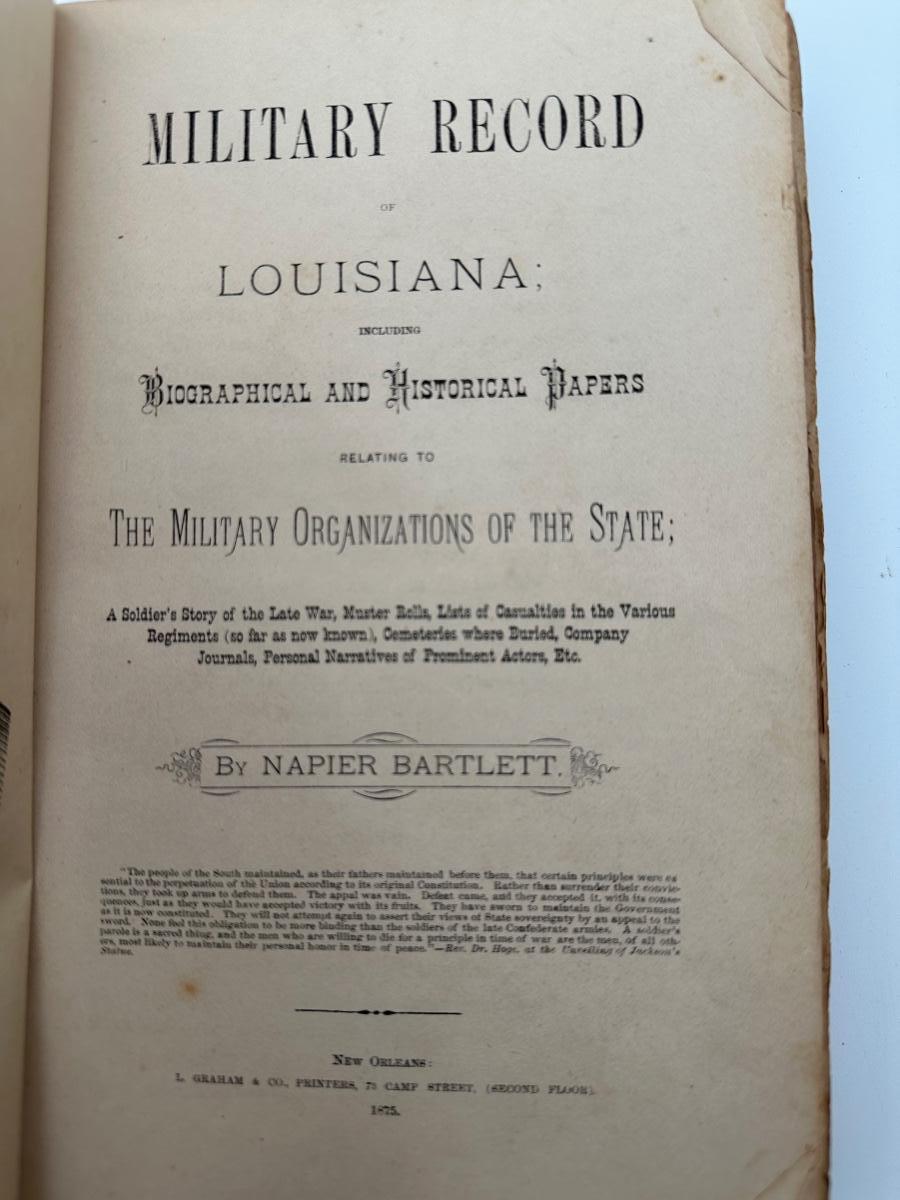 MILITARY RECORD
OF
LOUISIANA;
INCLUDING
BIOGRAPHICAL AND HISTORICAL PAPERS
RELATING TO
THE MILITARY ORGANIZATIONS OF THE STATE;
A Soldier's Story of the Late War, Muster Rolls, Lists of Casualties in the Various
Regiments (so far as now known), Cemeteries where Buried, Company
Journals, Personal Narratives of Prominent Actors, Etc.
BY NAPIER BARTLETT.
"The people of the South maintained, as their fathers maintained before them, that certain principles were es
sential to the perpetuation of the Union according to its original Constitution. Rather than surrender their convic-
tions, they took up arms to defend them. The appal was vain. Defeat came, and they accepted it, with its conse-
quences, just as they would have accepted victory with its fruits. They have sworn to maintain the Government
as it is now constituted. They will not attempt again to assert their views of State sovereignty by an appeal to the
sword. None feel this obligation to be more binding than the soldiers of the late Confederate armies. A soldier's
parole is a sacred thing, and the men who are willing to die for a principle in time of war are the men, of all oth-
ers, most likely to maintain their personal honor in time of peace."—Rev. Dr. Hoge, at the Unveiling of Jackson's
Statue.
NEW ORLEANS:
L. GRAHAM & CO., PRINTERS, 73 CAMP STREET, (SECOND FLOOR).
1875.